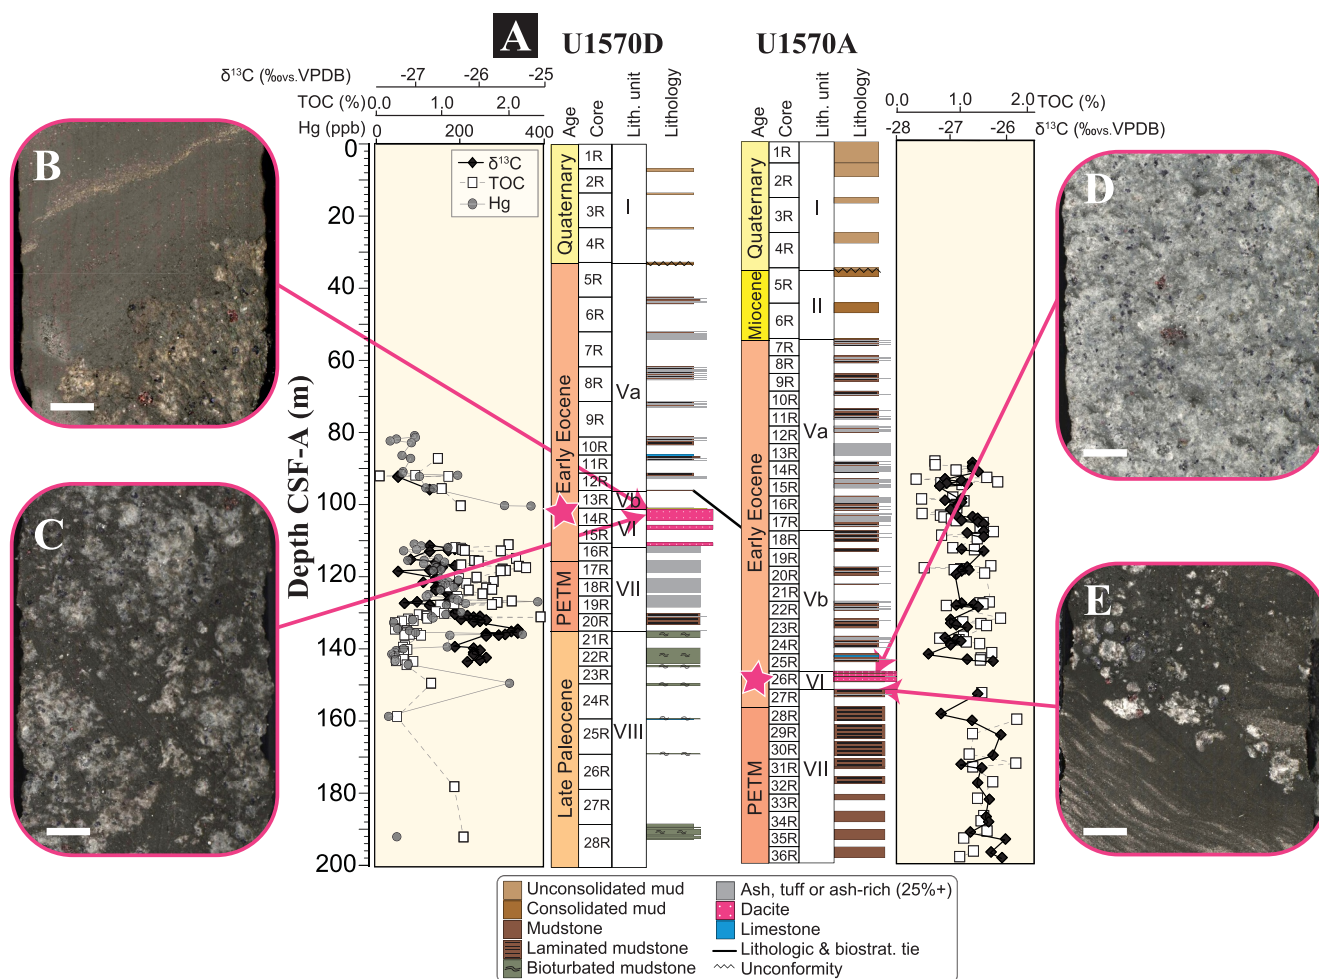 A
U1570D
U1570A
δ¹³C (‰vs.VPDB)
-27
-26
-25
TOC (%)
0.0
1.0
2.0
Hg (ppb)
0
200
400
Age
Core
Lith. unit
Lithology
Age
Core
Lith. unit
Lithology
0.0
1.0
2.0
TOC (%)
-28
-27
-26
δ¹³C (‰vs.VPDB)
B
C
D
E
Depth CSF-A (m)
0
20
40
60
80
100
120
140
160
180
200
δ¹³C
TOC
Hg
Quaternary
Early Eocene
PETM
Late Paleocene
1R
2R
3R
4R
5R
6R
7R
8R
9R
10R
11R
12R
13R
14R
15R
16R
17R
18R
19R
20R
21R
22R
23R
24R
25R
26R
27R
28R
I
Va
Vb
VI
VII
VIII
Quaternary
Miocene
Early Eocene
PETM
1R
2R
3R
4R
5R
6R
7R
8R
9R
10R
11R
12R
13R
14R
15R
16R
17R
18R
19R
20R
21R
22R
23R
24R
25R
26R
27R
28R
29R
30R
31R
32R
33R
34R
35R
36R
I
II
Va
Vb
VI
VII
Unconsolidated mud
Consolidated mud
Mudstone
Laminated mudstone
Bioturbated mudstone
Ash, tuff or ash-rich (25%+)
Dacite
Limestone
Lithologic & biostrat. tie
Unconformity